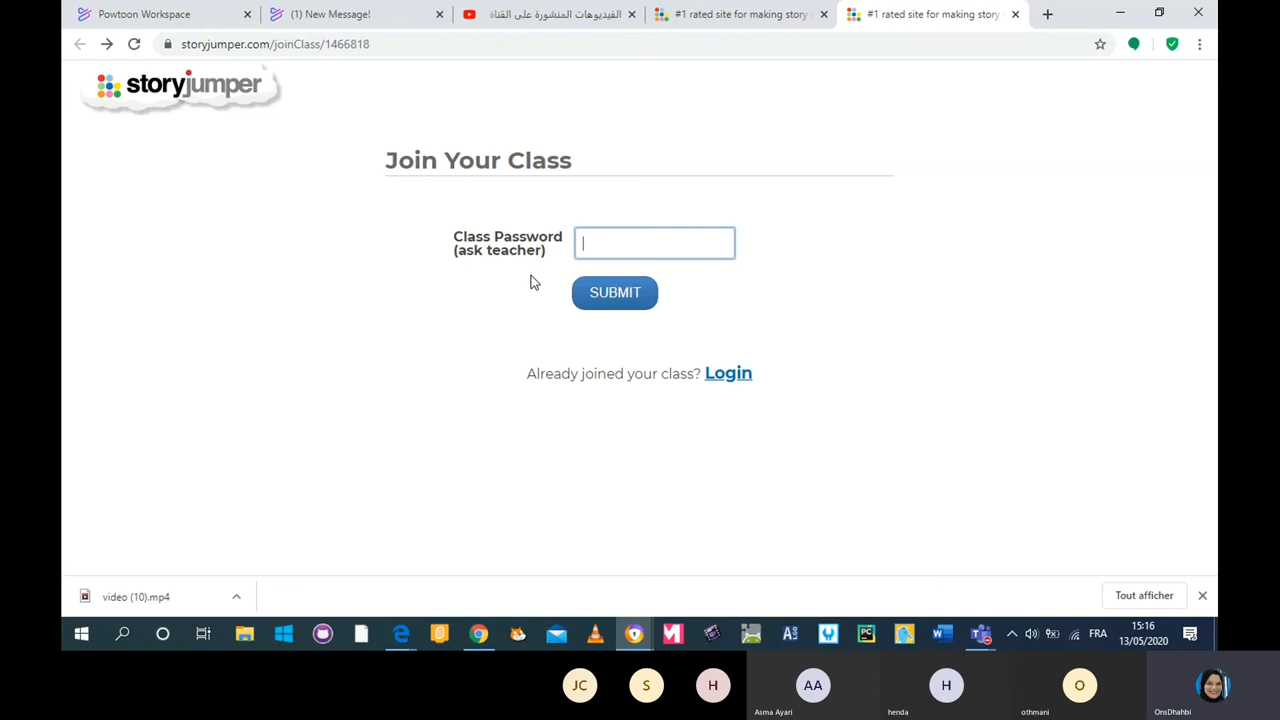 Powtoon Workspace
(1) New Message!
الفيديوهات المنشورة على القناة
#1 rated site for making story
#1 rated site for making story
storyjumper.com/joinClass/1466818
storyjumper
Join Your Class
Class Password
(ask teacher)
SUBMIT
Already joined your class? Login
video (10).mp4
Tout afficher
FRA
15:16
13/05/2020
JC
S
H
AA
H
O
Asma Ayari
henda
othmani
OnsDhahbi